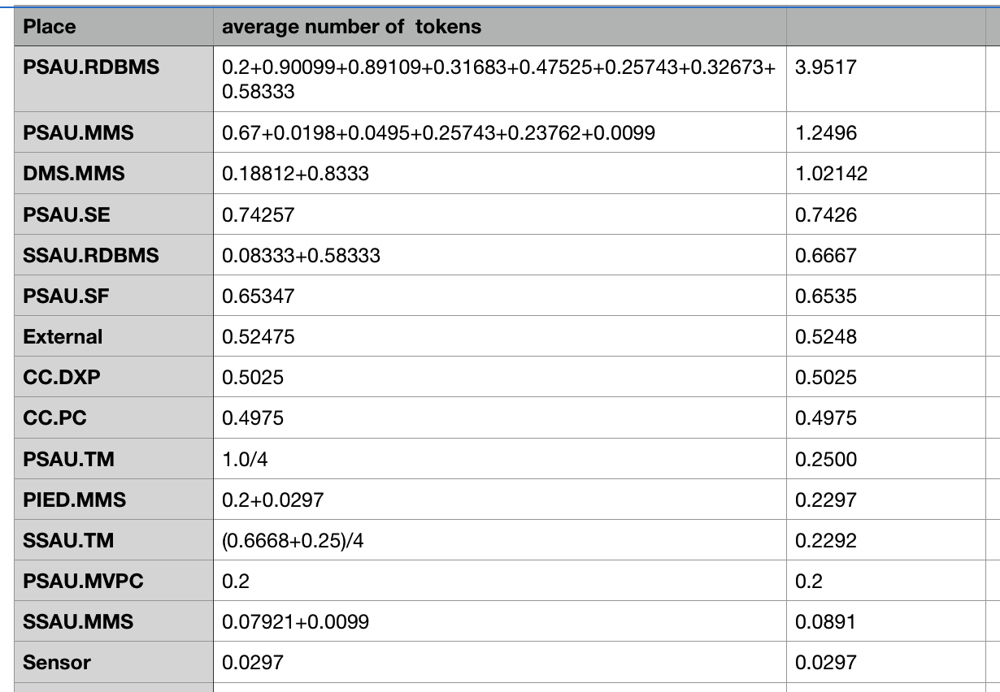 Place average number of  tokens
PSAU.RDBMS 0.2+0.90099+0.89109+0.31683+0.47525+0.25743+0.32673+ 3.9517
0.58333
PSAU.MMS 0.67+0.0198+0.0495+0.25743+0.23762+0.0099 1.2496
DMS.MMS 0.18812+0.8333 1.02142
PSAU.SE 0.74257 0.7426
SSAU.RDBMS 0.08333+0.58333 0.6667
PSAU.SF 0.65347 0.6535
External 0.52475 0.5248
CC.DXP 0.5025 0.5025
CC.PC 0.4975 0.4975
PSAU.TM 1.0/4 0.2500
PIED.MMS 0.2+0.0297 0.2297
SSAU.TM (0.6668+0.25)/4 0.2292
PSAU.MVPC 0.2 0.2
SSAU.MMS 0.07921+0.0099 0.0891
Sensor 0.0297 0.0297